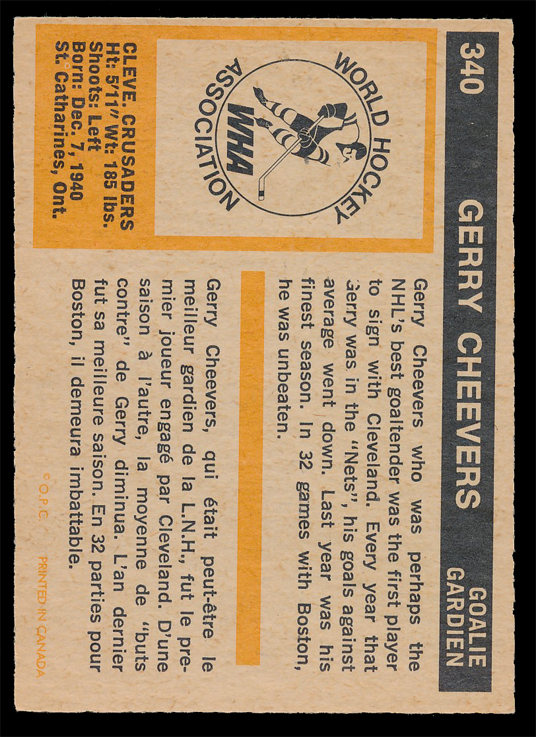 340 GERRY CHEEVERS GOALIE
GARDIEN
WORLD HOCKEY
ASSOCIATION
WHA
CLEVE. CRUSADERS
Ht: 5'11" Wt: 185 lbs.
Shoots: Left
Born: Dec. 7, 1940
St. Catharines, Ont.
Gerry Cheevers who was perhaps the
NHL's best goaltender was the first player
to sign with Cleveland. Every year that
Gerry was in the "Nets", his goals against
average went down. Last year was his
finest season. In 32 games with Boston,
he was unbeaten.
Gerry Cheevers, qui était peut-être le
meilleur gardien de la L.N.H., fut le pre-
mier joueur engagé par Cleveland. D'une
saison à l'autre, la moyenne de "buts
contre" de Gerry diminua. L'an dernier
fut sa meilleure saison. En 32 parties pour
Boston, il demeura imbattable.
© O.P.C. PRINTED IN CANADA